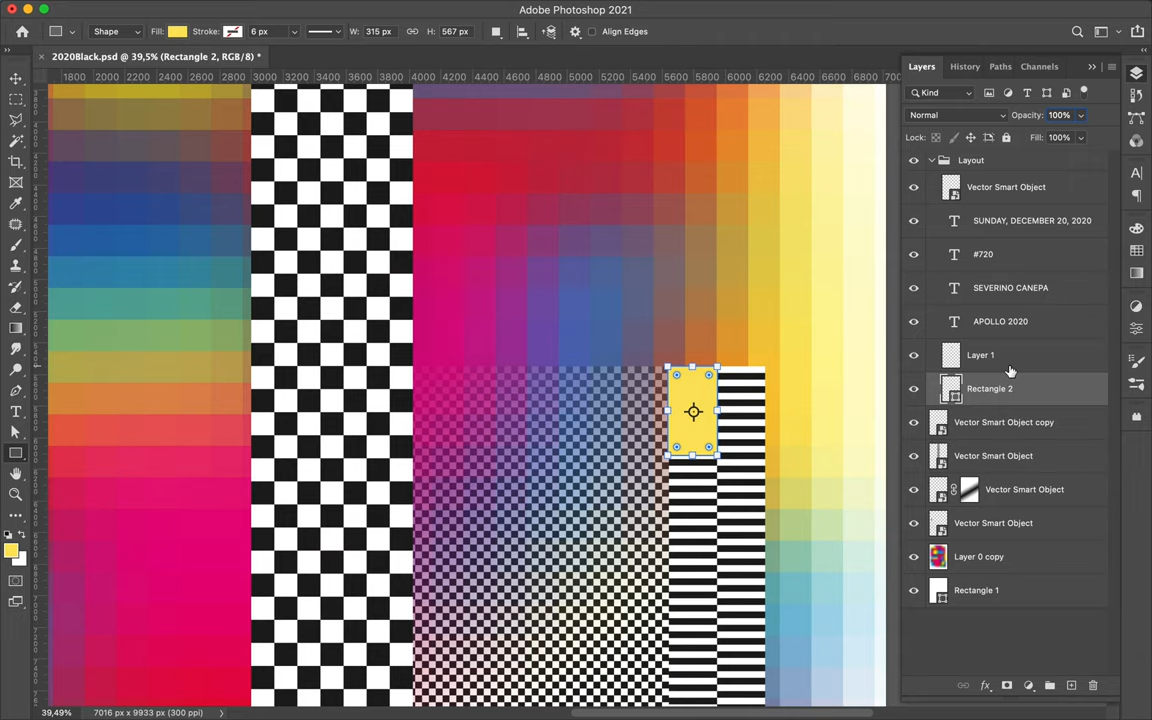 Adobe Photoshop 2021
Shape
Fill:
Stroke:
6 px
W: 315 px
H: 567 px
Align Edges
2020Black.psd @ 39,5% (Rectangle 2, RGB/8) *
1800 2000 2200 2400 2600 2800 3000 3200 3400 3600 3800 4000 4200 4400 4600 4800 5000 5200 5400 5600 5800 6000 6200 6400 6600 6800
Layers
History
Paths
Channels
Kind
Normal
Opacity: 100%
Lock:
Fill: 100%
Layout
Vector Smart Object
SUNDAY, DECEMBER 20, 2020
#720
SEVERINO CANEPA
APOLLO 2020
Layer 1
Rectangle 2
Vector Smart Object copy
Vector Smart Object
Vector Smart Object
Vector Smart Object
Layer 0 copy
Rectangle 1
39,49%
7016 px x 9933 px (300 ppi)